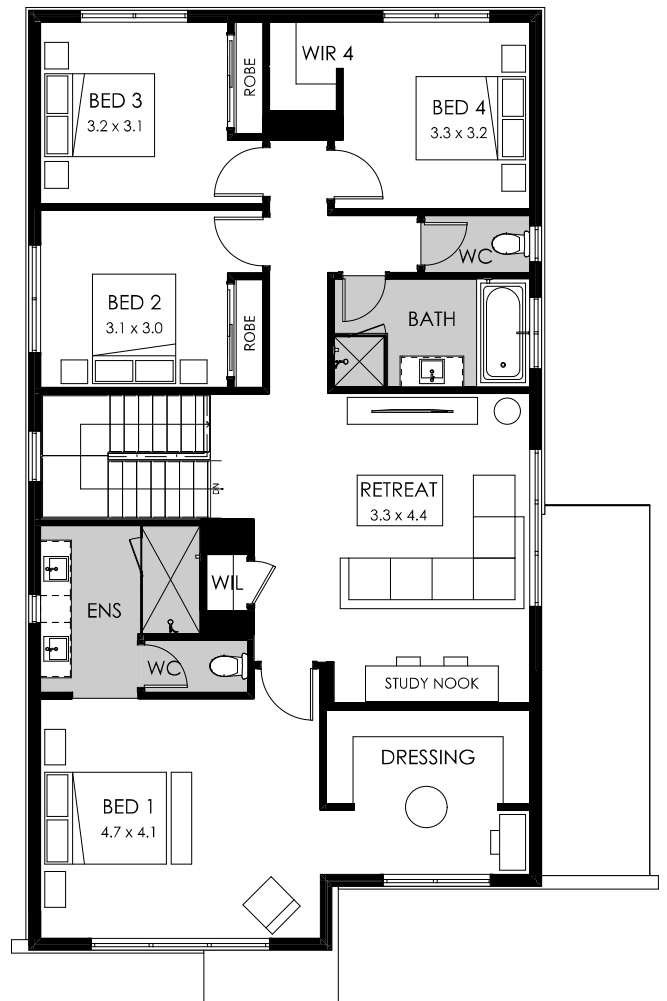 ROBE
WIR 4
BED 3
3.2 x 3.1
BED 4
3.3 x 3.2
WC
BED 2
3.1 x 3.0
ROBE
BATH
DN
RETREAT
3.3 x 4.4
WIL
ENS
WC
STUDY NOOK
DRESSING
BED 1
4.7 x 4.1